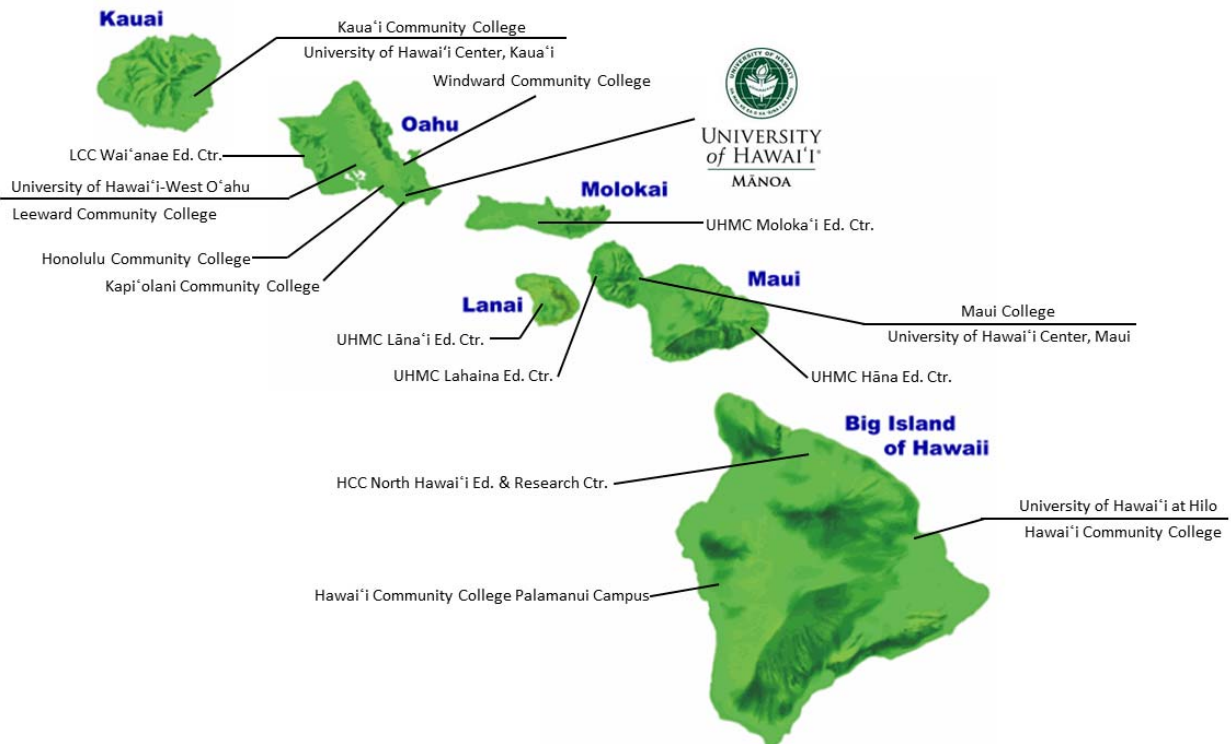 Kauai
Kauaʻi Community College
University of Hawaiʻi Center, Kauaʻi
Windward Community College
Oahu
LCC Waiʻanae Ed. Ctr.
University of Hawaiʻi-West Oʻahu
Leeward Community College
Honolulu Community College
Kapiʻolani Community College
UNIVERSITY
of HAWAIʻI®
MĀNOA
Molokai
UHMC Molokaʻi Ed. Ctr.
Lanai
UHMC Lānaʻi Ed. Ctr.
UHMC Lahaina Ed. Ctr.
Maui
Maui College
University of Hawaiʻi Center, Maui
UHMC Hāna Ed. Ctr.
Big Island
of Hawaii
HCC North Hawaiʻi Ed. & Research Ctr.
University of Hawaiʻi at Hilo
Hawaiʻi Community College
Hawaiʻi Community College Palamanui Campus